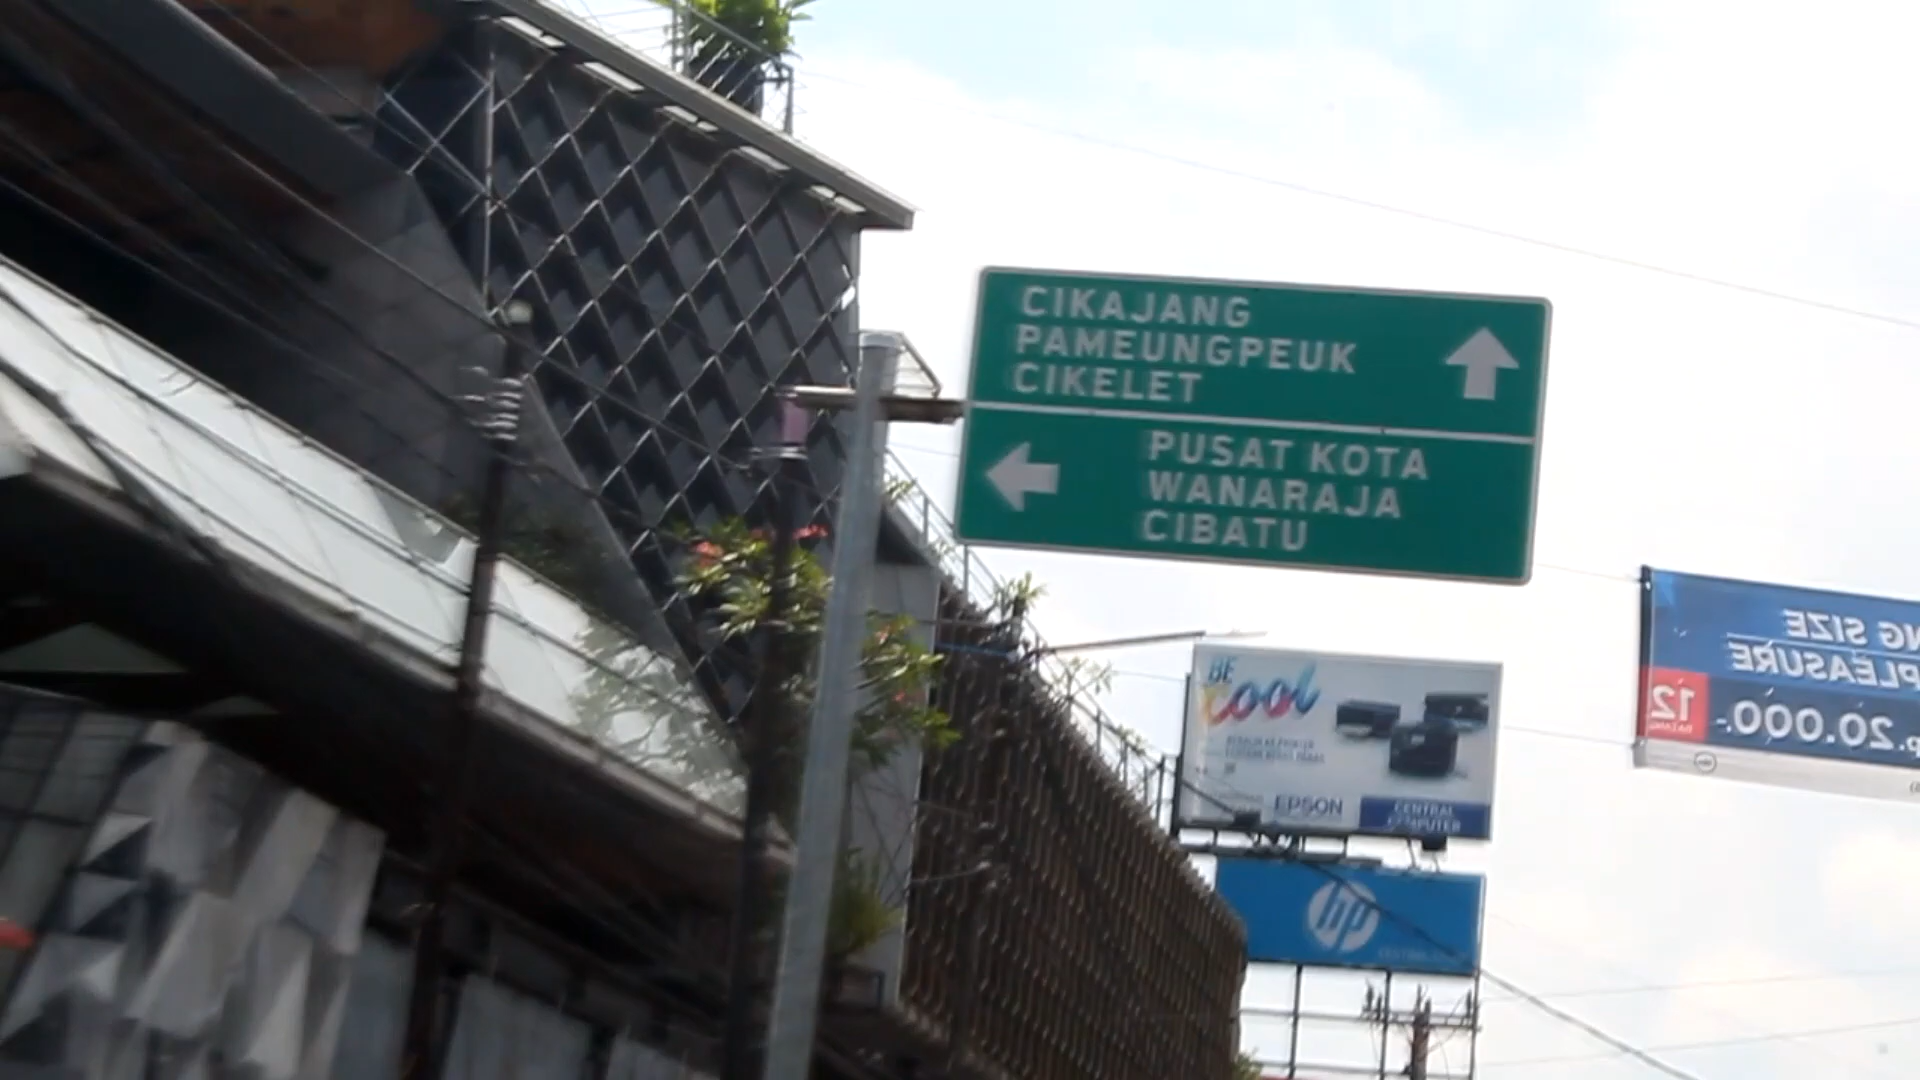 CIKAJANG
PAMEUNGPEUK
CIKELET
PUSAT KOTA
WANARAJA
CIBATU
NG SIZE
PLEASURE
12
BATANG
20.000.-
BE
cool
EPSON
CENTRAL
COMPUTER
hp